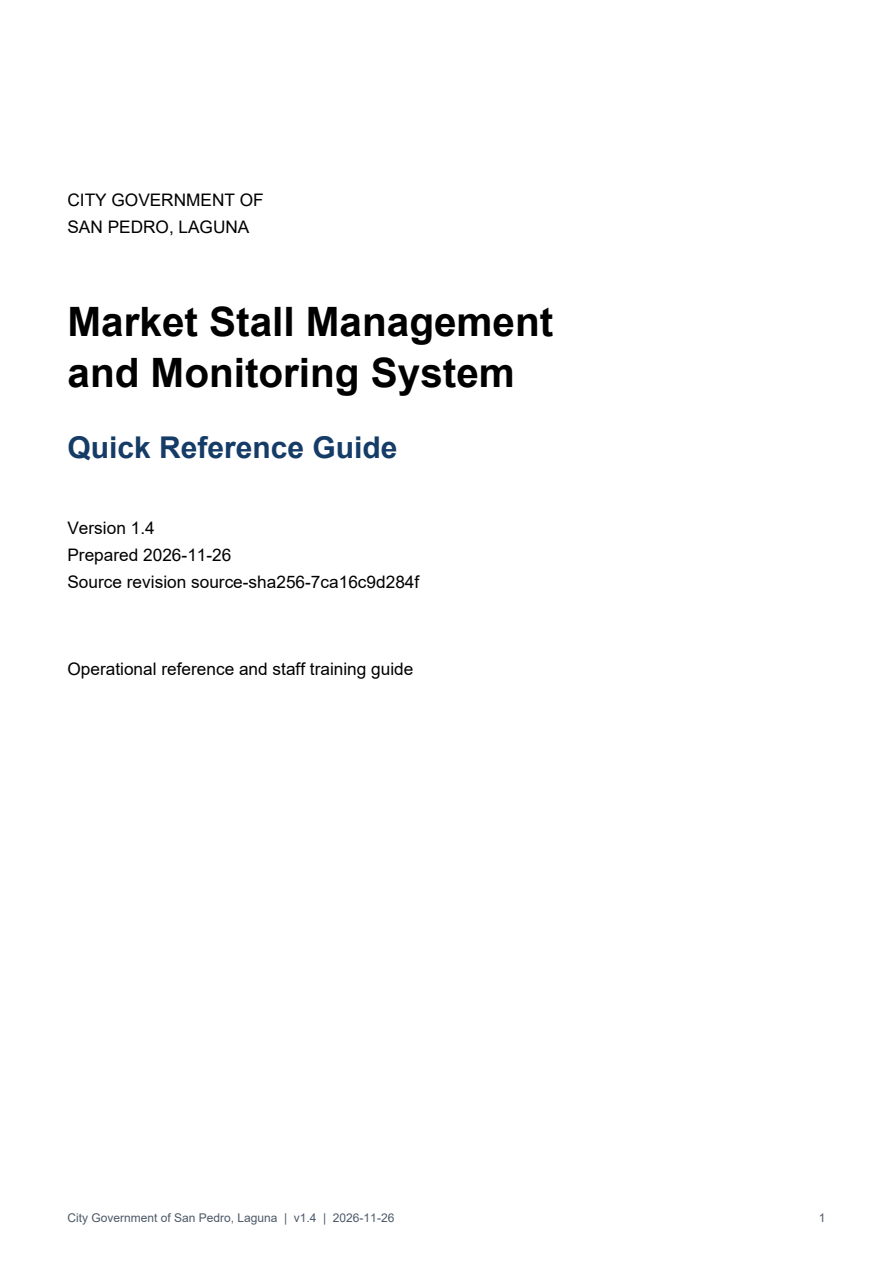 CITY GOVERNMENT OF
SAN PEDRO, LAGUNA
Market Stall Management
and Monitoring System
Quick Reference Guide
Version 1.4
Prepared 2026-11-26
Source revision source-sha256-7ca16c9d284f
Operational reference and staff training guide
City Government of San Pedro, Laguna | v1.4 | 2026-11-26 1